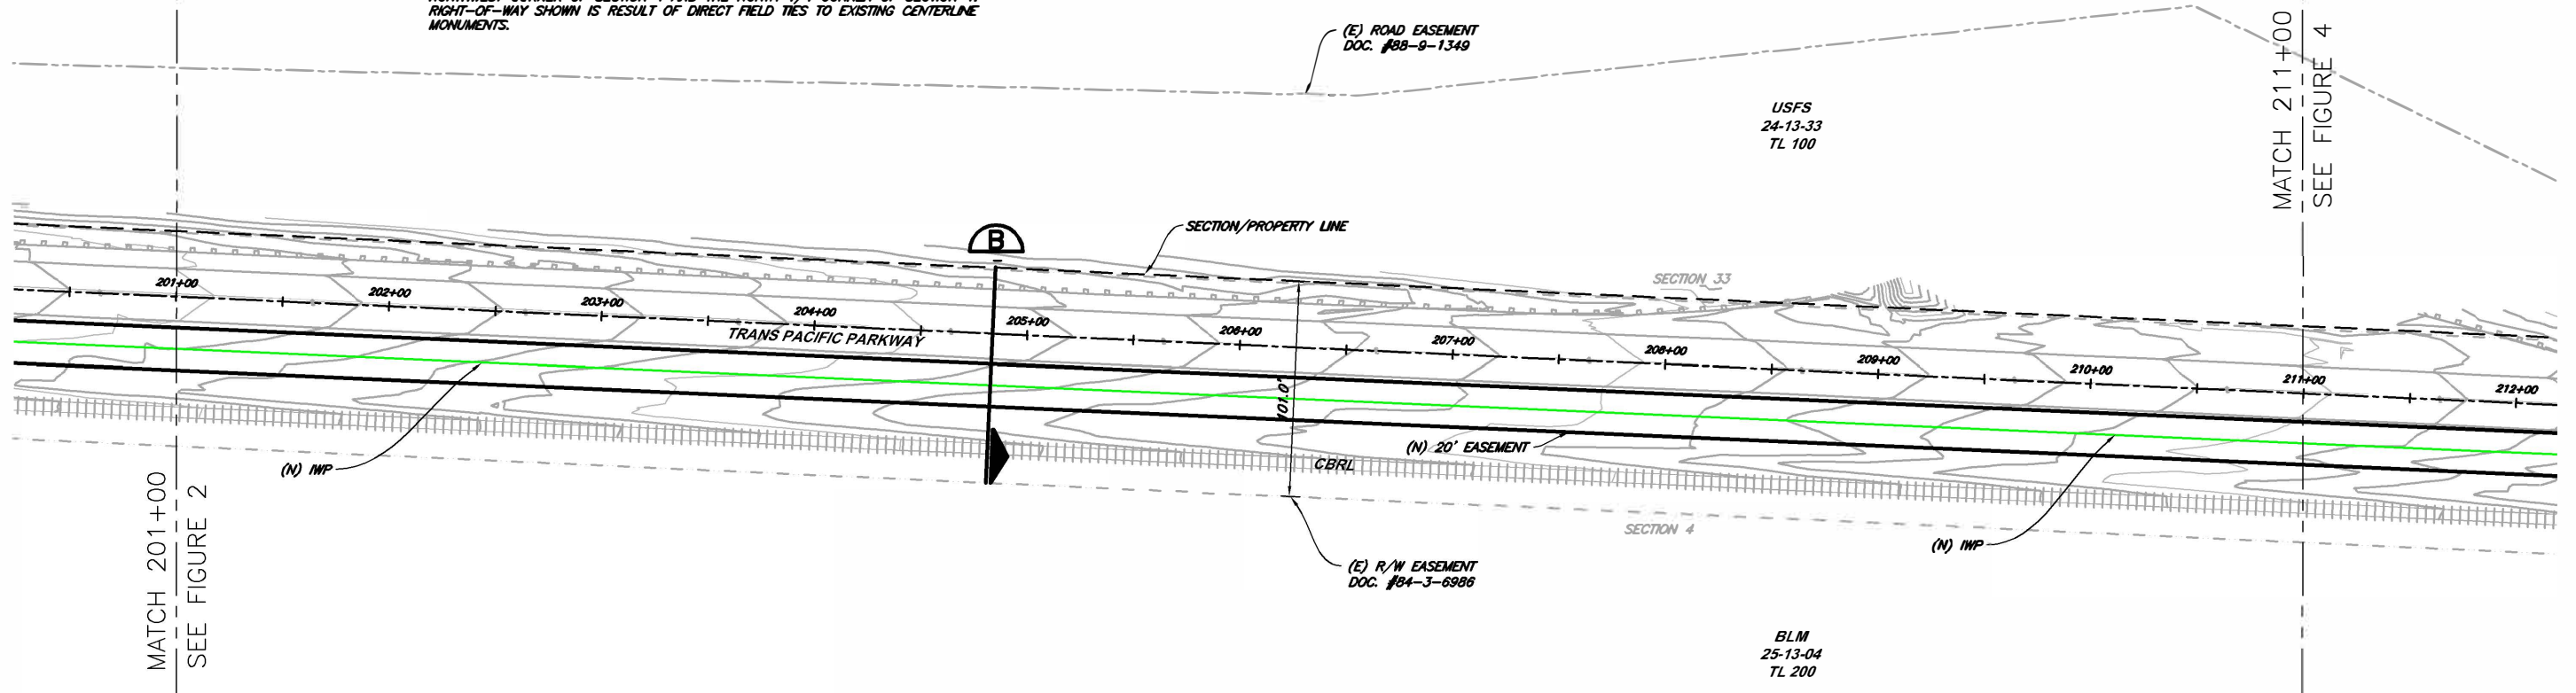 RIGHT-OF-WAY SHOWN IS RESULT OF DIRECT FIELD TIES TO EXISTING CENTERLINE
MONUMENTS.
(E) ROAD EASEMENT
DOC. #88-9-1349
USFS
24-13-33
TL 100
MATCH 211+00
SEE FIGURE 4
B
SECTION/PROPERTY LINE
SECTION 33
201+00
202+00
203+00
204+00
205+00
206+00
207+00
208+00
209+00
210+00
211+00
212+00
TRANS PACIFIC PARKWAY
101.0'
(N) 20' EASEMENT
CBRL
(N) IWP
(N) IWP
SECTION 4
MATCH 201+00
SEE FIGURE 2
(E) R/W EASEMENT
DOC. #84-3-6986
BLM
25-13-04
TL 200